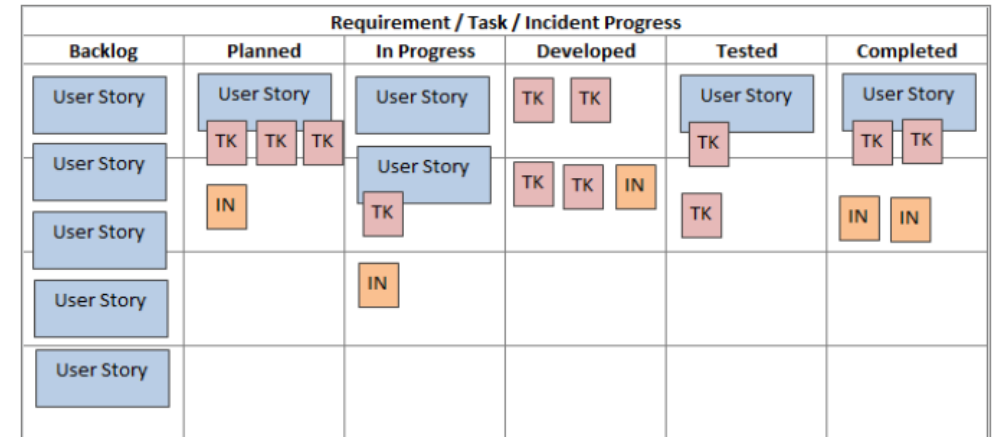 Requirement / Task / Incident Progress
Backlog Planned In Progress Developed Tested Completed
User Story User Story User Story TK TK User Story User Story
TK TK TK TK TK TK
User Story User Story
IN TK TK TK IN TK IN IN
User Story
User Story IN
User Story